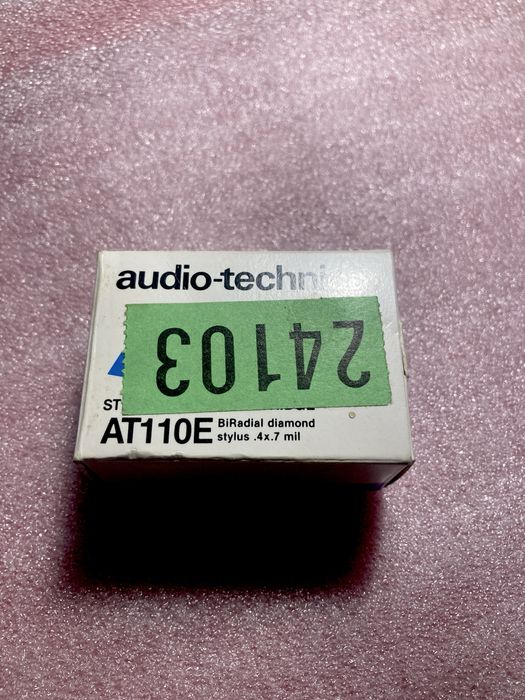 audio-techni
24103
AT110E BiRadial diamond
stylus .4x.7 mil